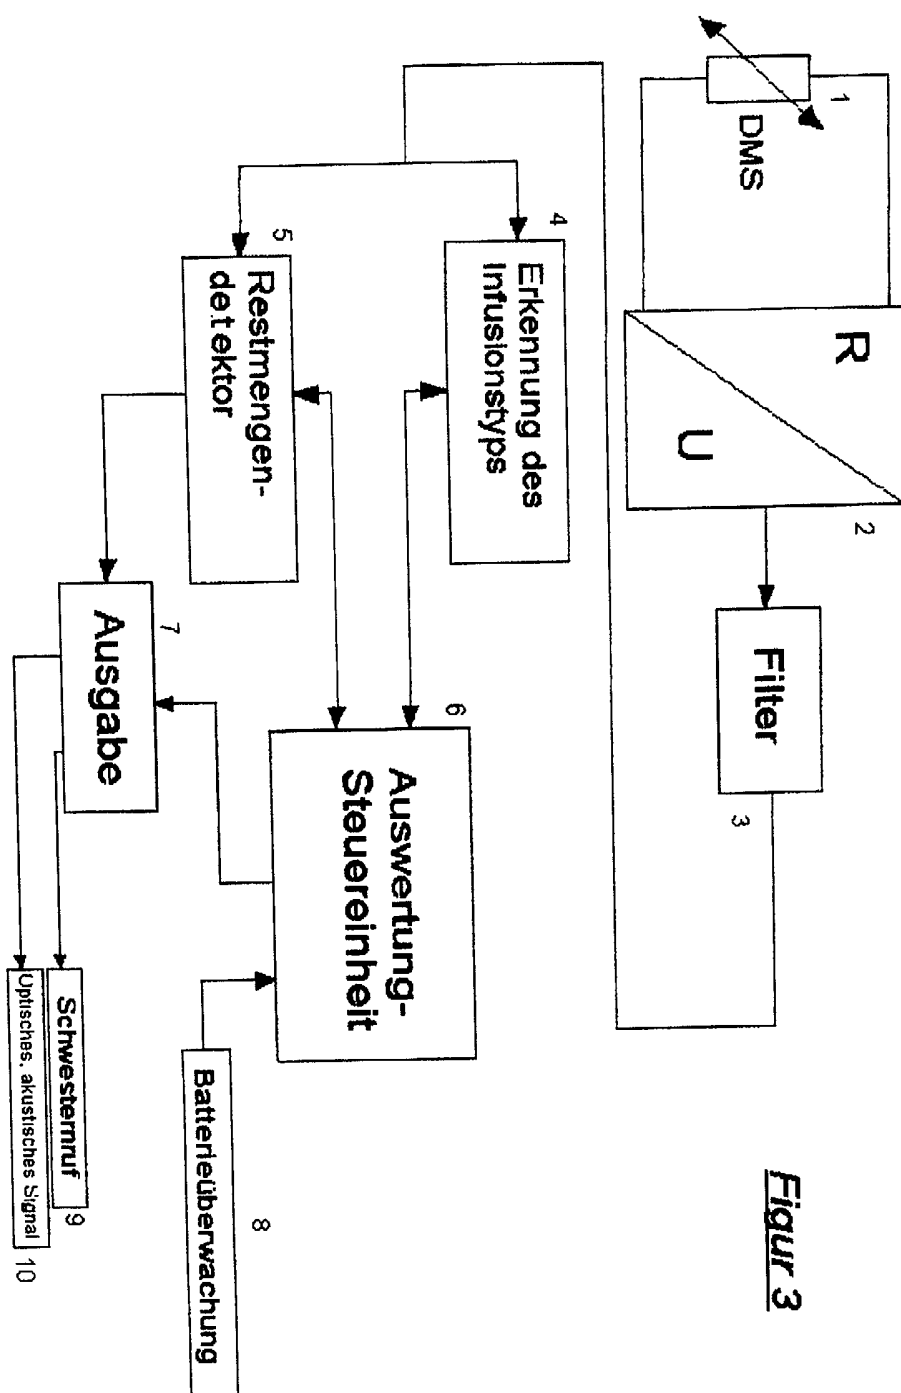 Figur 3
1
DMS
R
U
2
Filter
3
4
Erkennung des
Infusionstyps
5
Restmengen-
detektor
6
Auswertung-
Steuereinheit
7
Ausgabe
8
Batterieüberwachung
Schwesternruf
9
Optisches, akustisches Signal
10